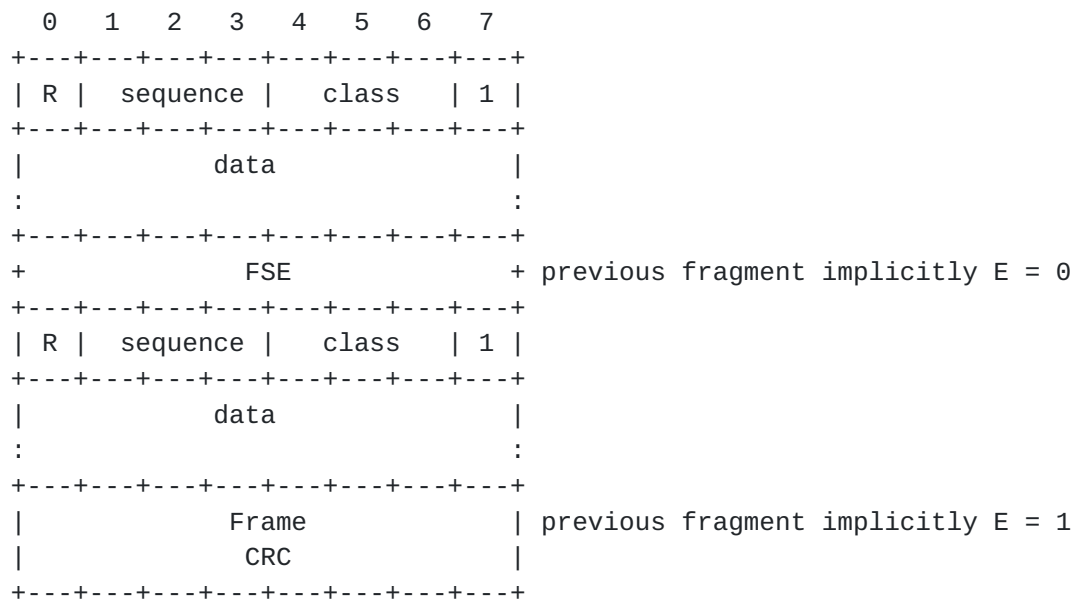 0   1   2   3   4   5   6   7
+---+---+---+---+---+---+---+---+
| R |  sequence |   class   | 1 |
+---+---+---+---+---+---+---+---+
|            data               |
:                               :
+---+---+---+---+---+---+---+---+
+              FSE              + previous fragment implicitly E = 0
+---+---+---+---+---+---+---+---+
| R |  sequence |   class   | 1 |
+---+---+---+---+---+---+---+---+
|            data               |
:                               :
+---+---+---+---+---+---+---+---+
|             Frame             | previous fragment implicitly E = 1
|              CRC              |
+---+---+---+---+---+---+---+---+